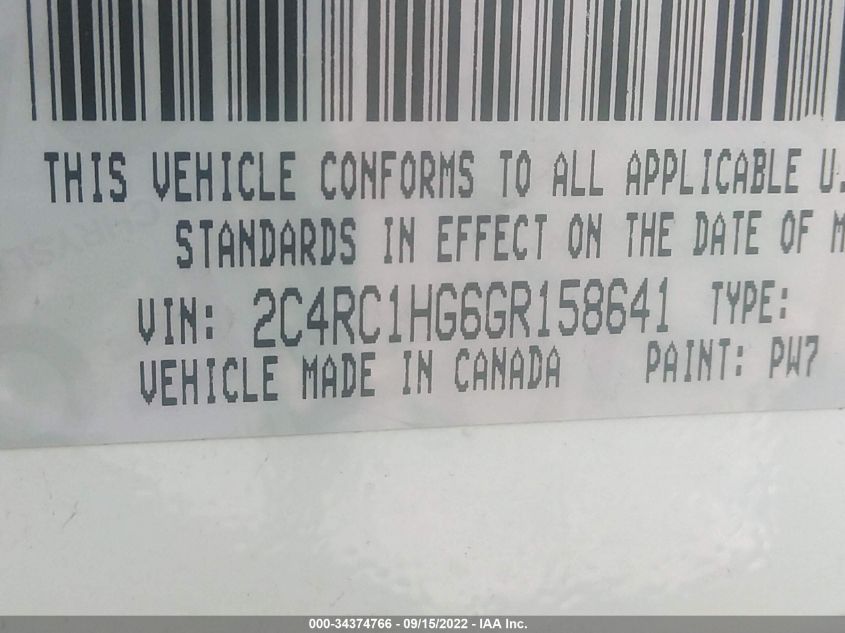 THIS VEHICLE CONFORMS TO ALL APPLICABLE U.
STANDARDS IN EFFECT ON THE DATE OF M
VIN: 2C4RC1HG6GR158641 TYPE:
VEHICLE MADE IN CANADA PAINT: PW7
000-34374766 - 09/15/2022 - IAA Inc.